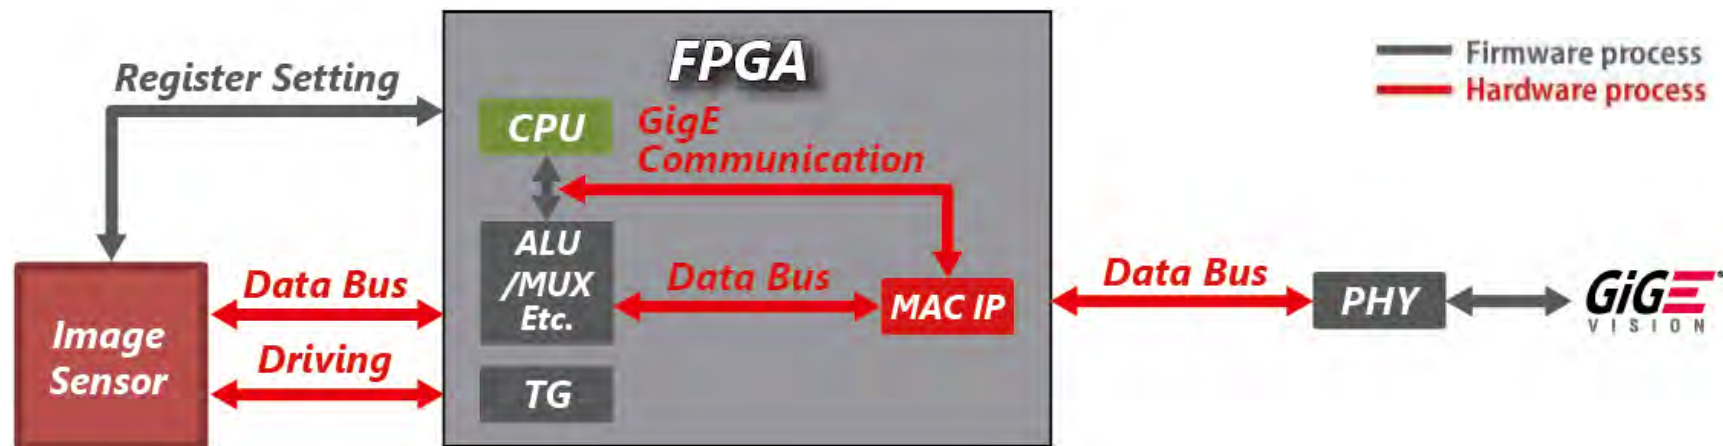 FPGA
Firmware process
Hardware process
Register Setting
CPU
GigE
Communication
ALU
/MUX
Etc.
Data Bus
Data Bus
Data Bus
MAC IP
PHY
GiGE
VISION
Image
Sensor
Driving
TG